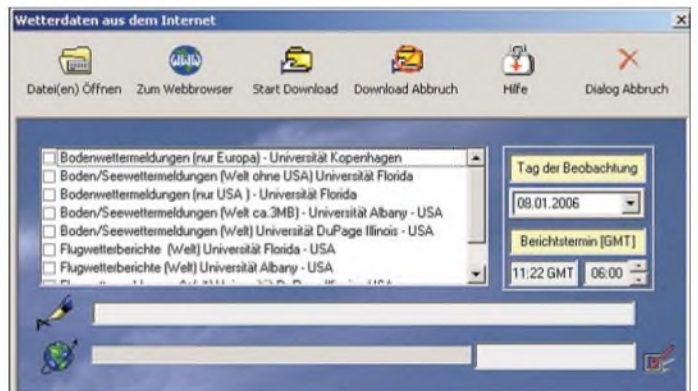 Wetterdaten aus dem Internet
Datei(en) Öffnen Zum Webbrowser Start Download Download Abbruch Hilfe Dialog Abbruch
Bodenwettermeldungen (nur Europa) - Universität Kopenhagen
Boden/Seewettermeldungen (Welt ohne USA) Universität Florida
Bodenwettermeldungen (nur USA ) - Universität Florida
Boden/Seewettermeldungen (Welt ca.3MB) - Universität Albany - USA
Boden/Seewettermeldungen (Welt) Universität DuPage Illinois - USA
Flugwetterberichte (Welt) Universität Florida - USA
Flugwetterberichte (Welt) Universität Albany - USA
Tag der Beobachtung
08.01.2006
Berichtstermin [GMT]
11:22 GMT 06:00